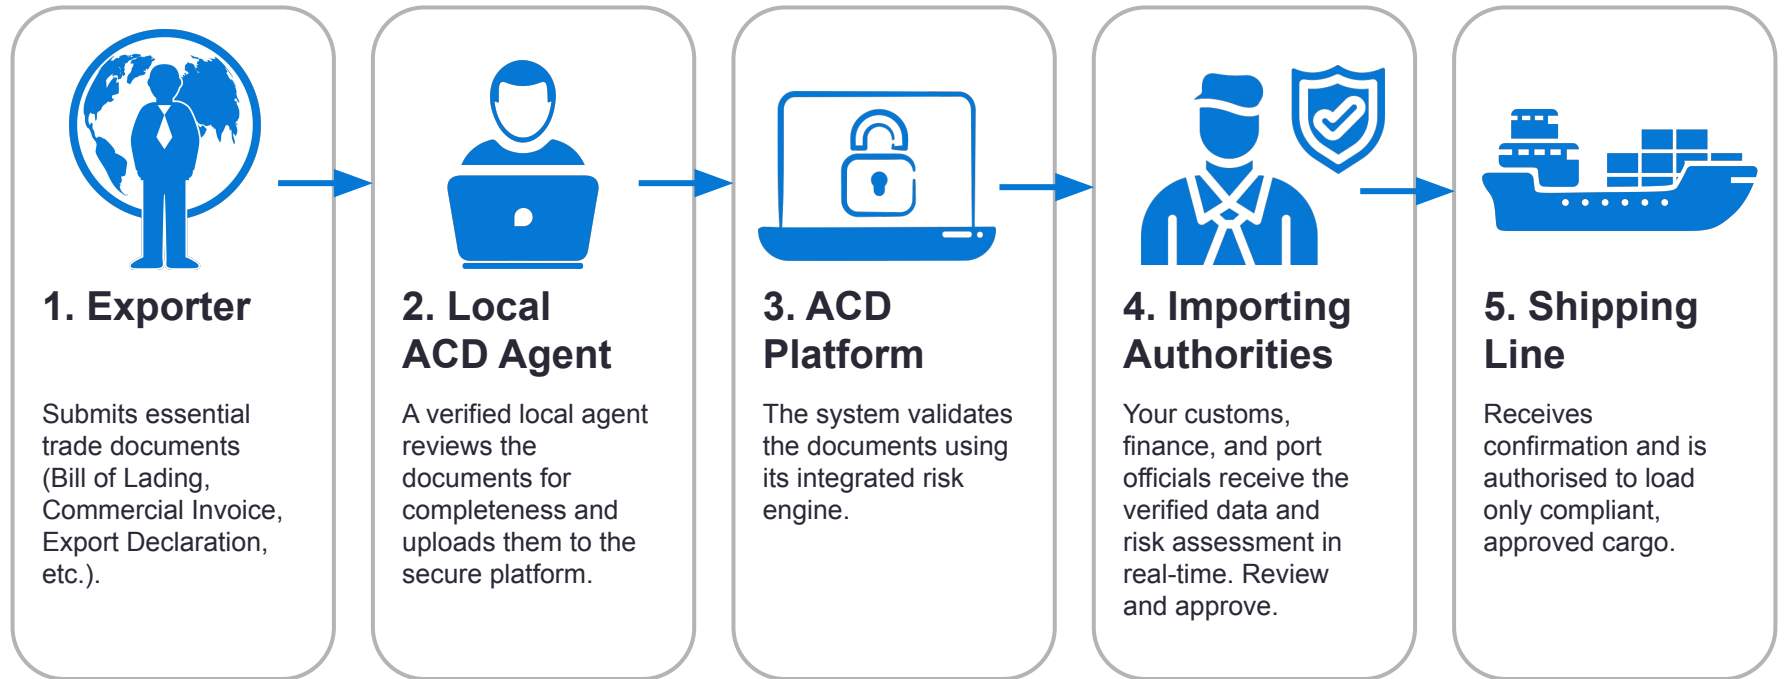 1. Exporter
Submits essential
trade documents
(Bill of Lading,
Commercial Invoice,
Export Declaration,
etc.).
2. Local
ACD Agent
A verified local agent
reviews the
documents for
completeness and
uploads them to the
secure platform.
3. ACD
Platform
The system validates
the documents using
its integrated risk
engine.
4. Importing
Authorities
Your customs,
finance, and port
officials receive the
verified data and
risk assessment in
real-time. Review
and approve.
5. Shipping
Line
Receives
confirmation and is
authorised to load
only compliant,
approved cargo.